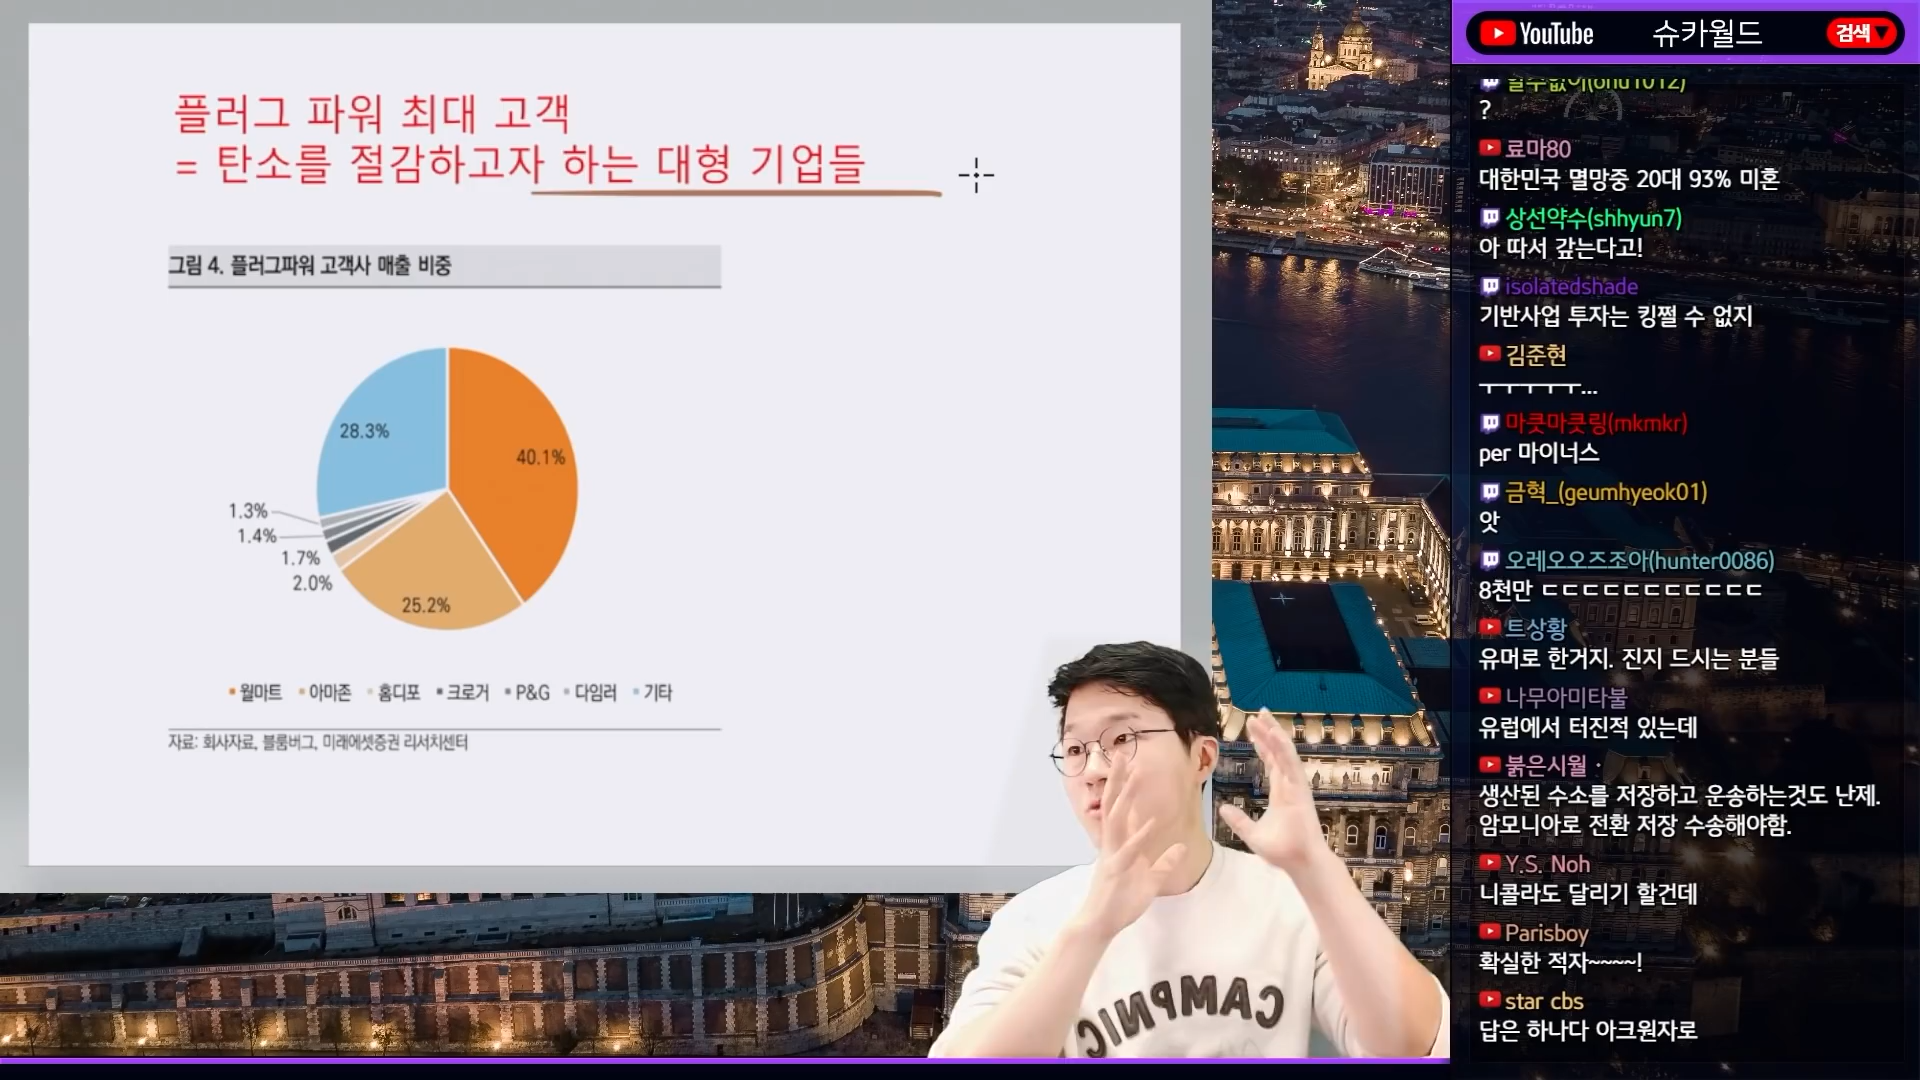 플러그 파워 최대 고객
= 탄소를 절감하고자 하는 대형 기업들
그림 4. 플러그파워 고객사 매출 비중
28.3%
40.1%
1.3%
1.4%
1.7%
2.0%
25.2%
월마트 아마존 홈디포 크로거 P&G 다임러 기타
자료: 회사자료, 블룸버그, 미래에셋증권 리서치센터
CAMPNIC
YouTube 슈카월드 검색▼
?
료마80
대한민국 멸망중 20대 93% 미혼
상선약수(shhyun7)
아 따서 갚는다고!
isolatedshade
기반사업 투자는 킹쩔 수 없지
김준현
ㅜㅜㅜㅜㅜ...
마큿마큿링(mkmkr)
per 마이너스
금혁_(geumhyeok01)
앗
오레오오즈조아(hunter0086)
8천만 ㄷㄷㄷㄷㄷㄷㄷㄷㄷㄷㄷ
트상황
유머로 한거지. 진지 드시는 분들
나무아미타불
유럽에서 터진적 있는데
붉은시월 ·
생산된 수소를 저장하고 운송하는것도 난제.
암모니아로 전환 저장 수송해야함.
Y.S. Noh
니콜라도 달리기 할건데
Parisboy
확실한 적자~~~~!
star cbs
답은 하나다 아크원자로